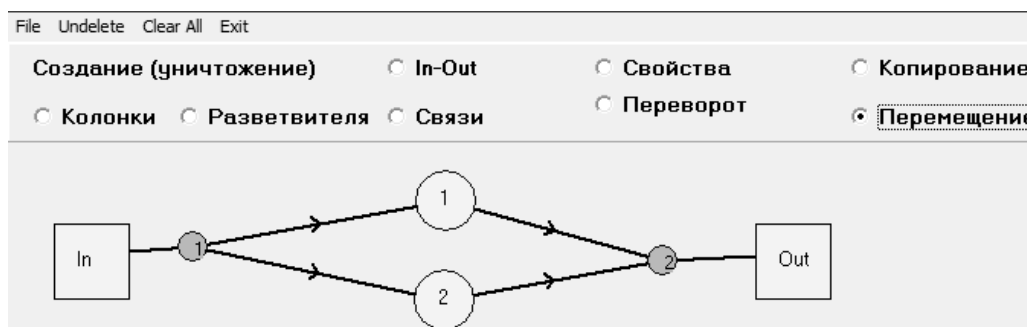 File Undelete Clear All Exit
Создание (уничтожение) In-Out Свойства Копирование
Колонки Разветвителя Связи Переворот Перемещение
1
In 1 2 Out
2